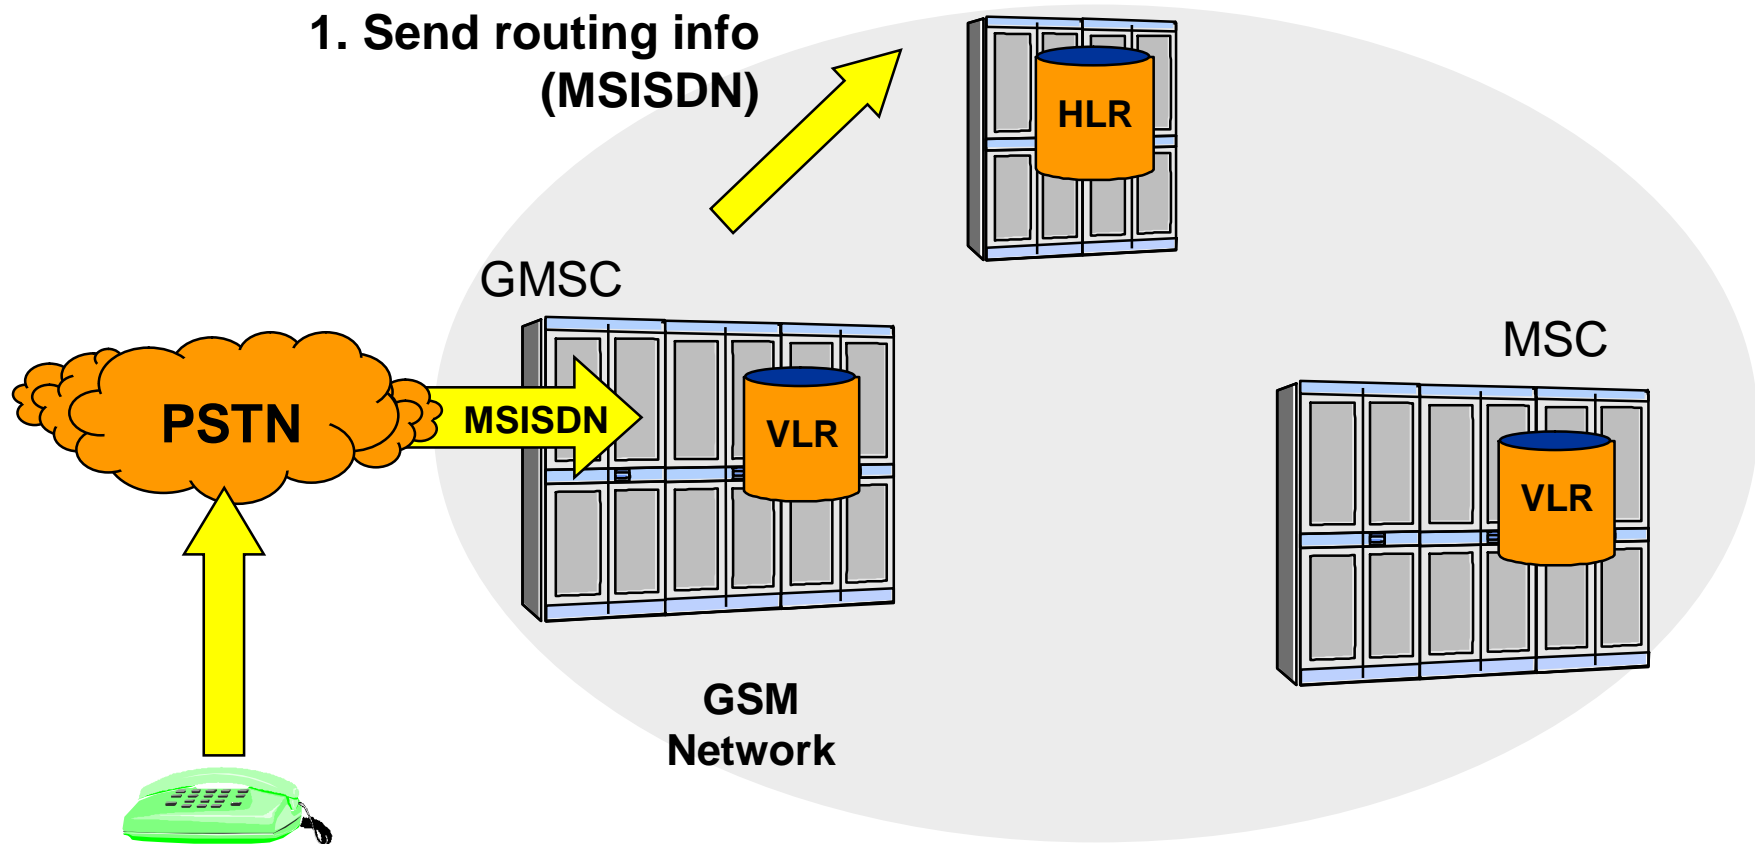 1. Send routing info
(MSISDN)
HLR
GMSC
MSC
PSTN
MSISDN
VLR
VLR
GSM
Network